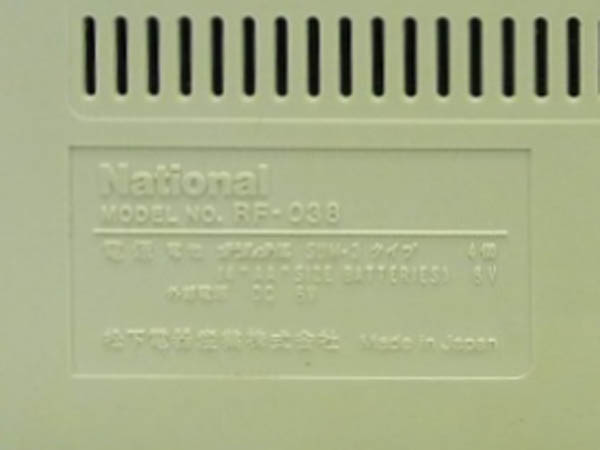 National
MODEL NO. RF-038
電源 電池 SUM-3 タイプ 4個
SIZE BATTERIES) 6V
外部電源 DC 6V
松下電器産業株式会社 Made in Japan